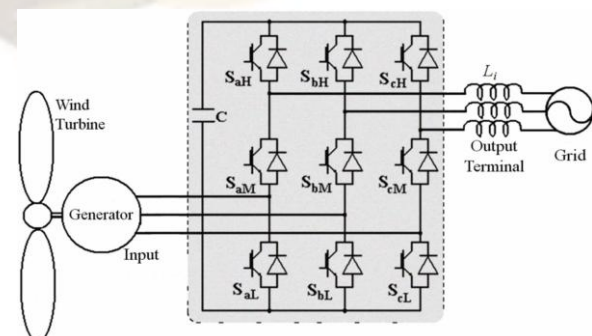 S_aH
S_bH
S_cH
L_i
Wind
Turbine
C
Output
Terminal
Grid
S_aM
S_bM
S_cM
Generator
Input
S_aL
S_bL
S_cL